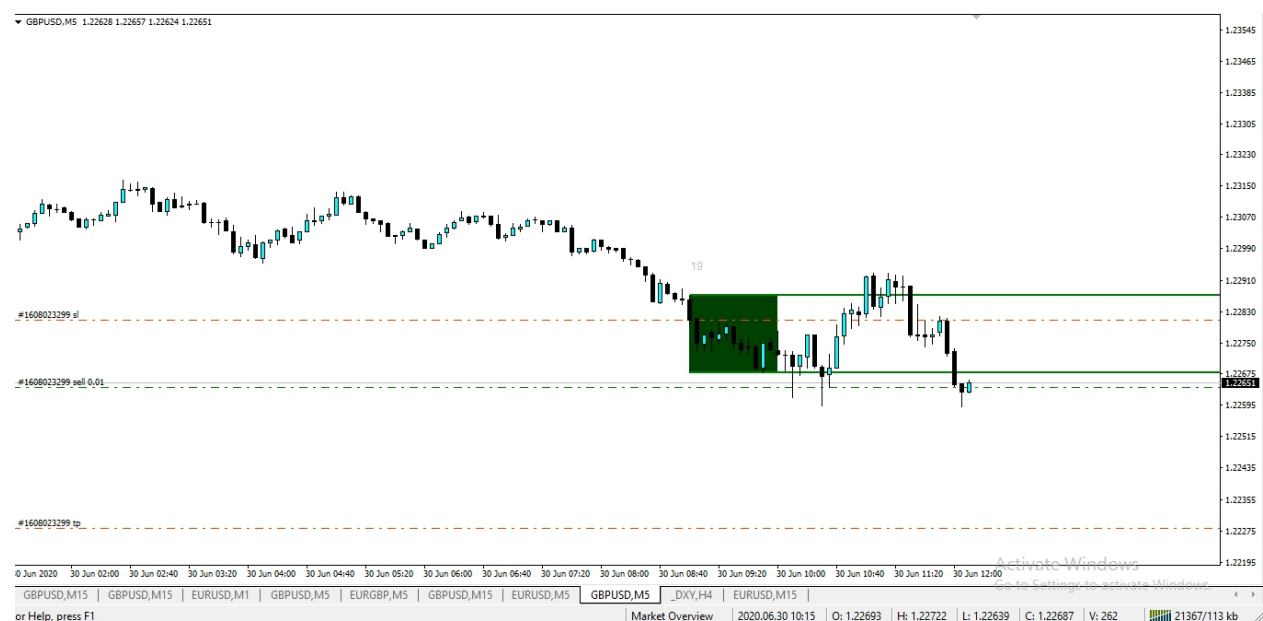 GBPUSD,M5 1.22628 1.22657 1.22624 1.22651
1.23545
1.23465
1.23385
1.23305
1.23230
1.23150
1.23070
1.22990
1.22910
1.22830
1.22750
1.22675
1.22651
1.22595
1.22515
1.22435
1.22355
1.22275
1.22195
19
#1608023299 sl
#1608023299 sell 0.01
#1608023299 tp
30 Jun 2020 30 Jun 02:00 30 Jun 02:40 30 Jun 03:20 30 Jun 04:00 30 Jun 04:40 30 Jun 05:20 30 Jun 06:00 30 Jun 06:40 30 Jun 07:20 30 Jun 08:00 30 Jun 08:40 30 Jun 09:20 30 Jun 10:00 30 Jun 10:40 30 Jun 11:20 30 Jun 12:00
Activate Windows
Go to Settings to activate Windows.
GBPUSD,M15 | GBPUSD,M15 | EURUSD,M1 | GBPUSD,M5 | EURGBP,M5 | GBPUSD,M15 | EURUSD,M5 | GBPUSD,M5 | _DXY,H4 | EURUSD,M15 |
or Help, press F1 Market Overview 2020.06.30 10:15 O: 1.22693 H: 1.22722 L: 1.22639 C: 1.22687 V: 262 21367/113 kb